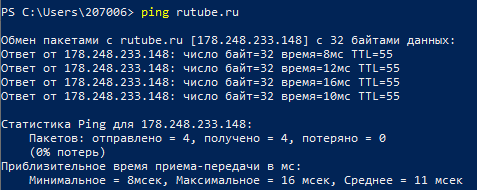 PS C:\Users\207006> ping rutube.ru
Обмен пакетами с rutube.ru [178.248.233.148] с 32 байтами данных:
Ответ от 178.248.233.148: число байт=32 время=8мс TTL=55
Ответ от 178.248.233.148: число байт=32 время=12мс TTL=55
Ответ от 178.248.233.148: число байт=32 время=16мс TTL=55
Ответ от 178.248.233.148: число байт=32 время=10мс TTL=55
Статистика Ping для 178.248.233.148:
Пакетов: отправлено = 4, получено = 4, потеряно = 0
(0% потерь)
Приблизительное время приема-передачи в мс:
Минимальное = 8мсек, Максимальное = 16 мсек, Среднее = 11 мсек